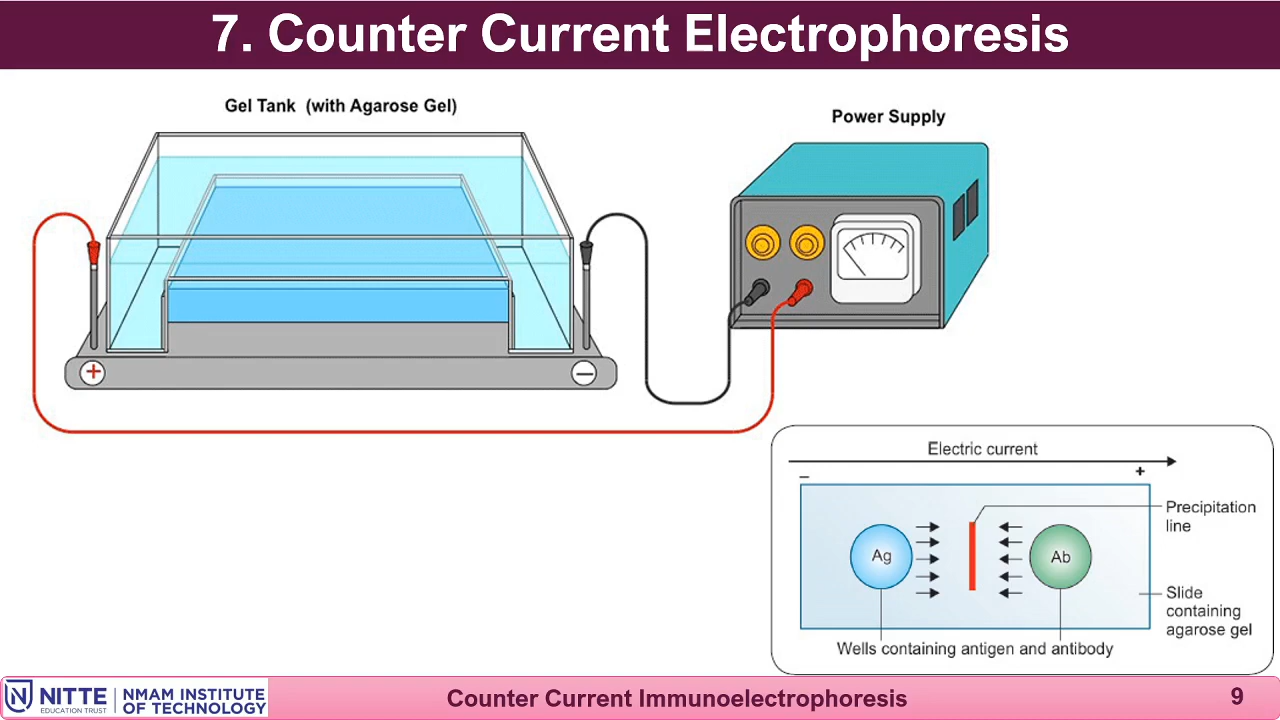 7. Counter Current Electrophoresis
Gel Tank (with Agarose Gel)
Power Supply
+
−
Electric current
−
+
Ag
Ab
Precipitation
line
Slide
containing
agarose gel
Wells containing antigen and antibody
NITTE
EDUCATION TRUST
NMAM INSTITUTE
OF TECHNOLOGY
Counter Current Immunoelectrophoresis
9